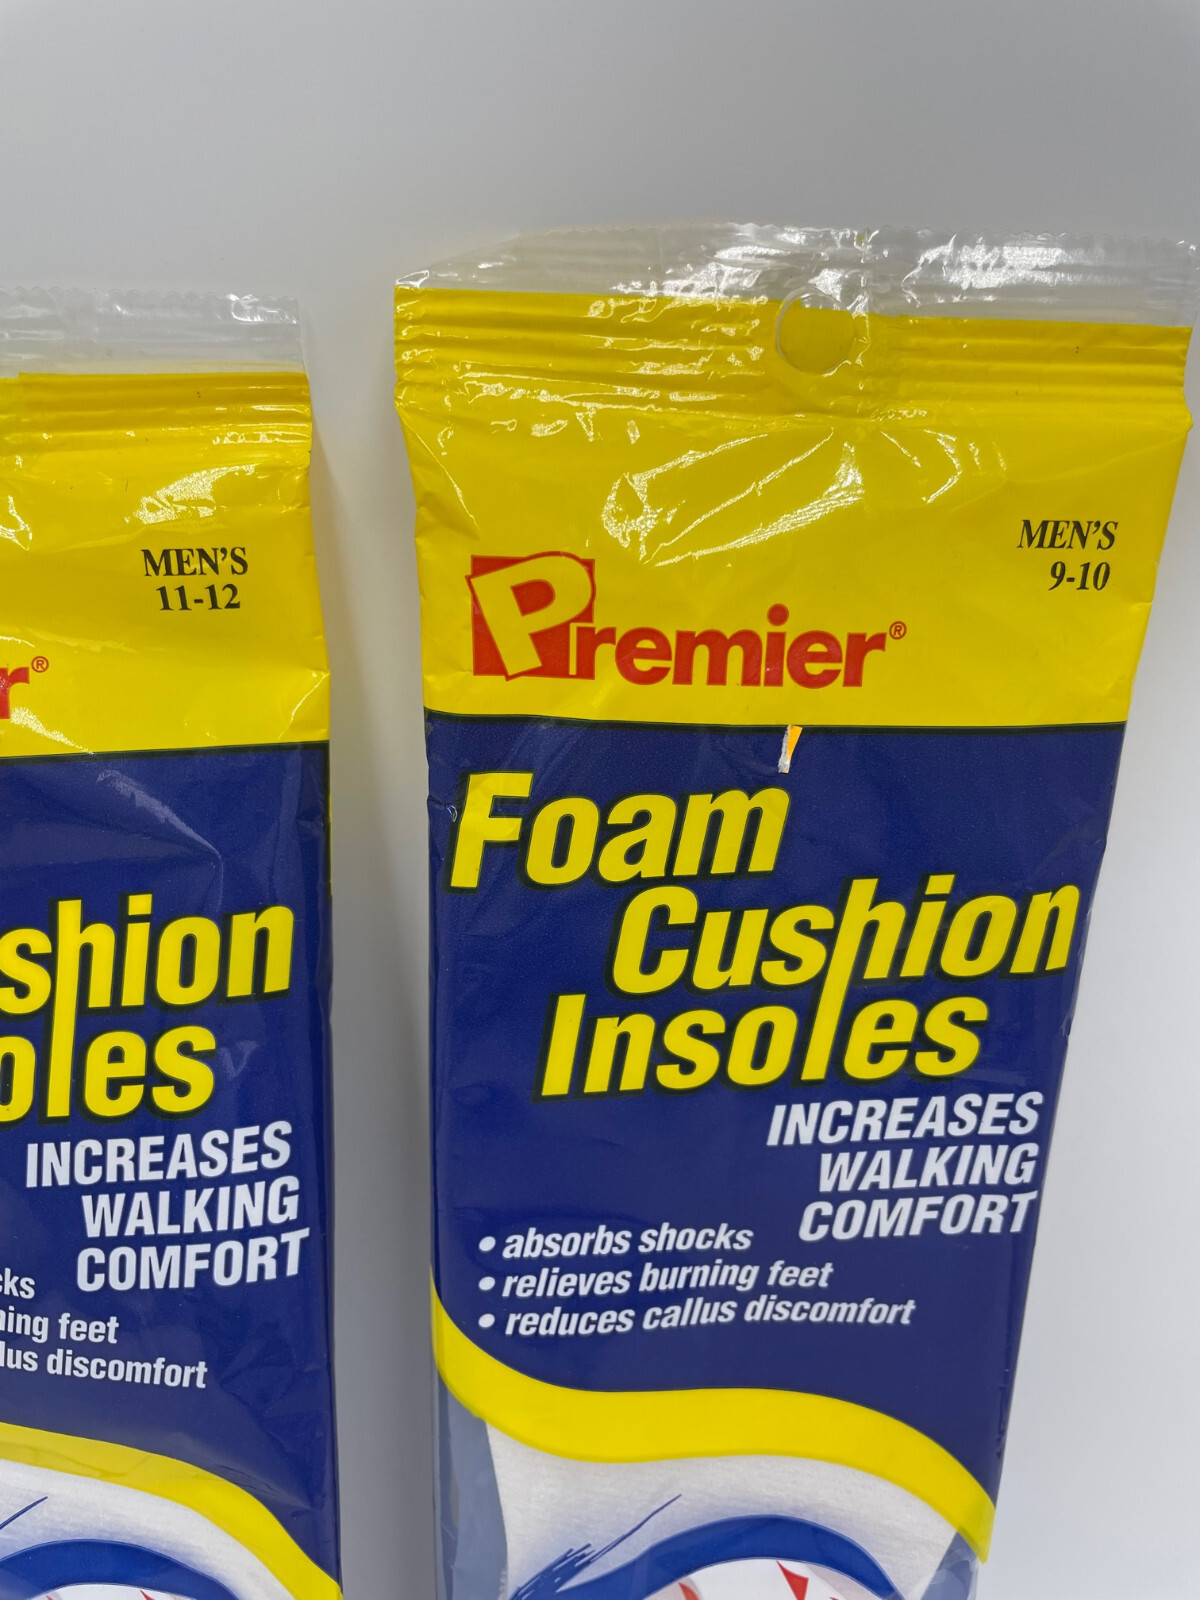 MEN'S
11-12
r®
shion
oles
INCREASES
WALKING
COMFORT
cks
ning feet
lus discomfort
MEN'S
9-10
Premier®
Foam
Cushion
Insoles
INCREASES
WALKING
COMFORT
• absorbs shocks
• relieves burning feet
• reduces callus discomfort